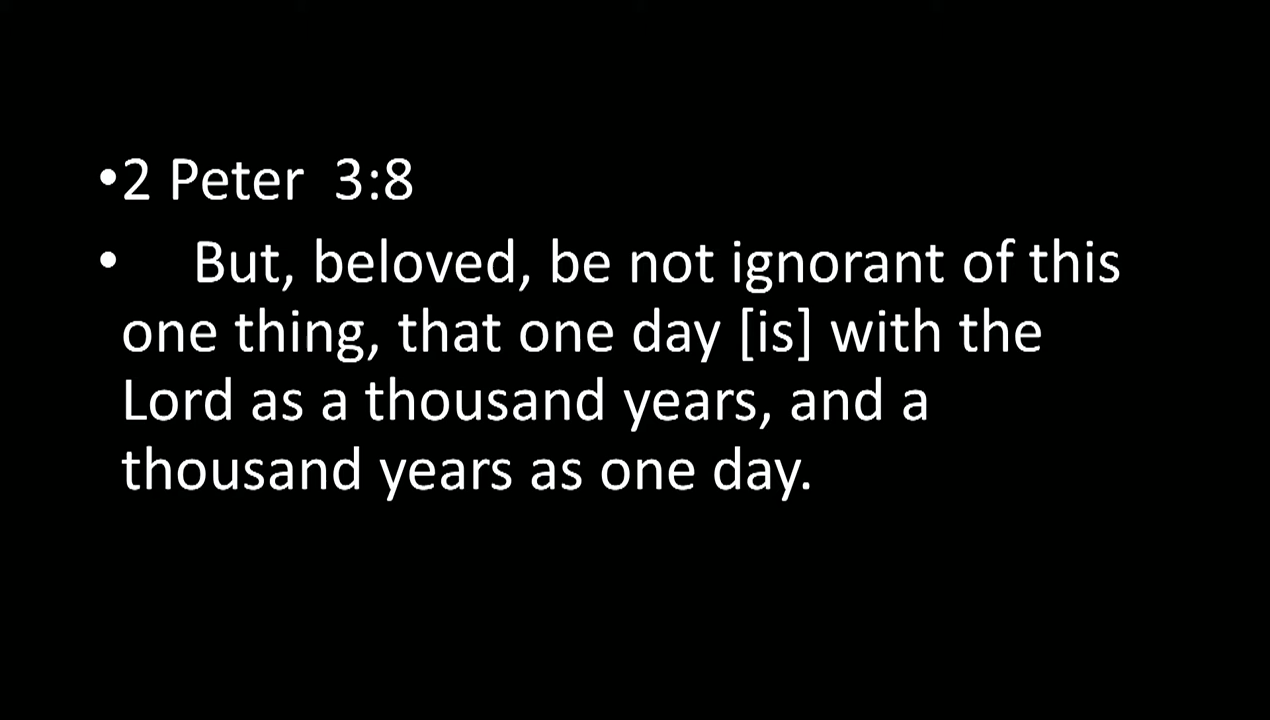 •2 Peter  3:8
•    But, beloved, be not ignorant of this
one thing, that one day [is] with the
Lord as a thousand years, and a
thousand years as one day.